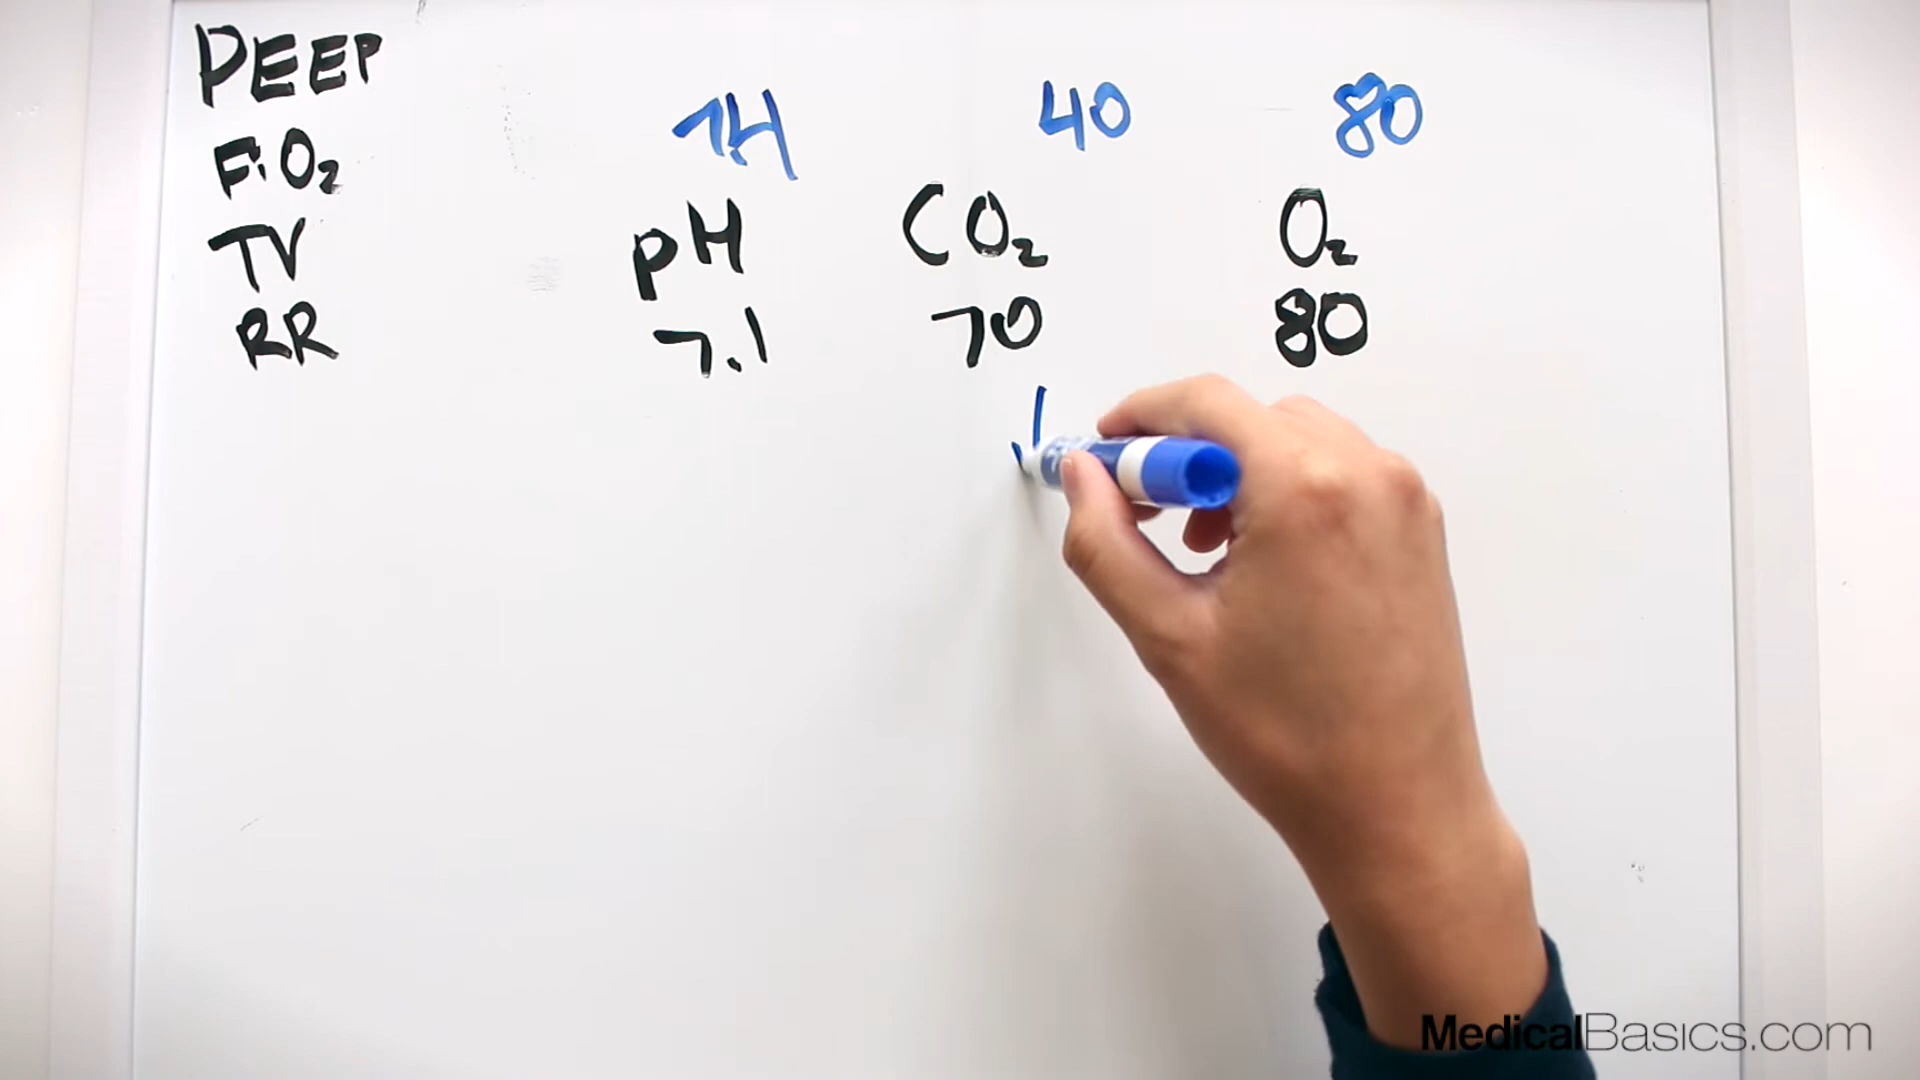 PEEP
FiO₂
TV
RR
7.4 40 80
pH CO₂ O₂
7.1 70 80
MedicalBasics.com